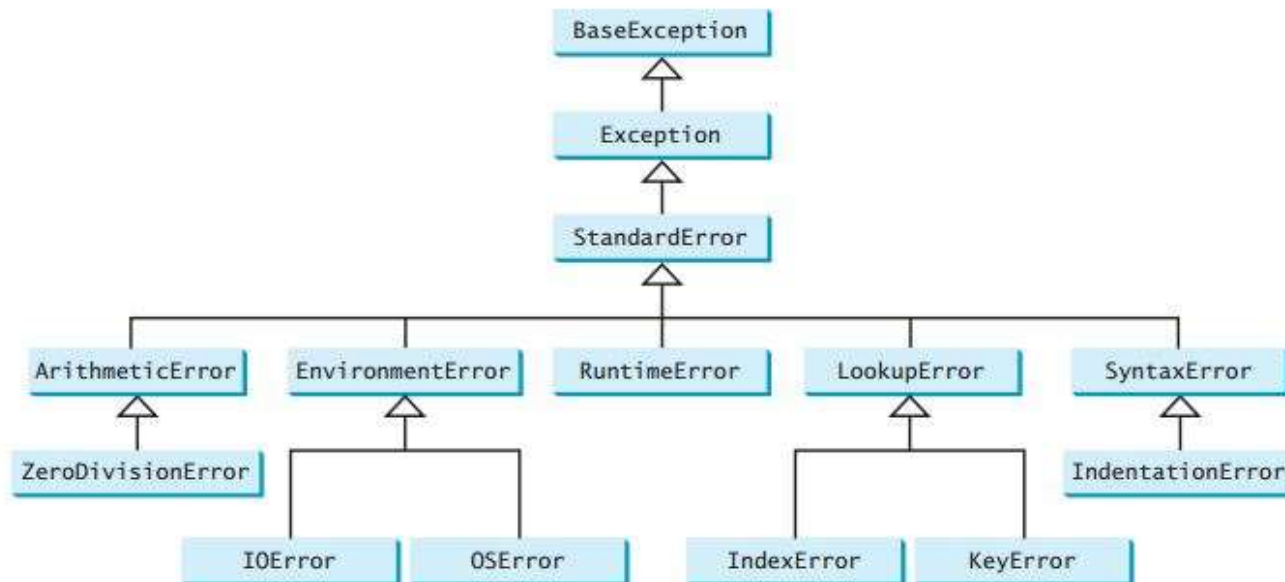 BaseException
Exception
StandardError
ArithmeticError EnvironmentError RuntimeError LookupError SyntaxError
ZeroDivisionError IndentationError
IOError OSError IndexError KeyError